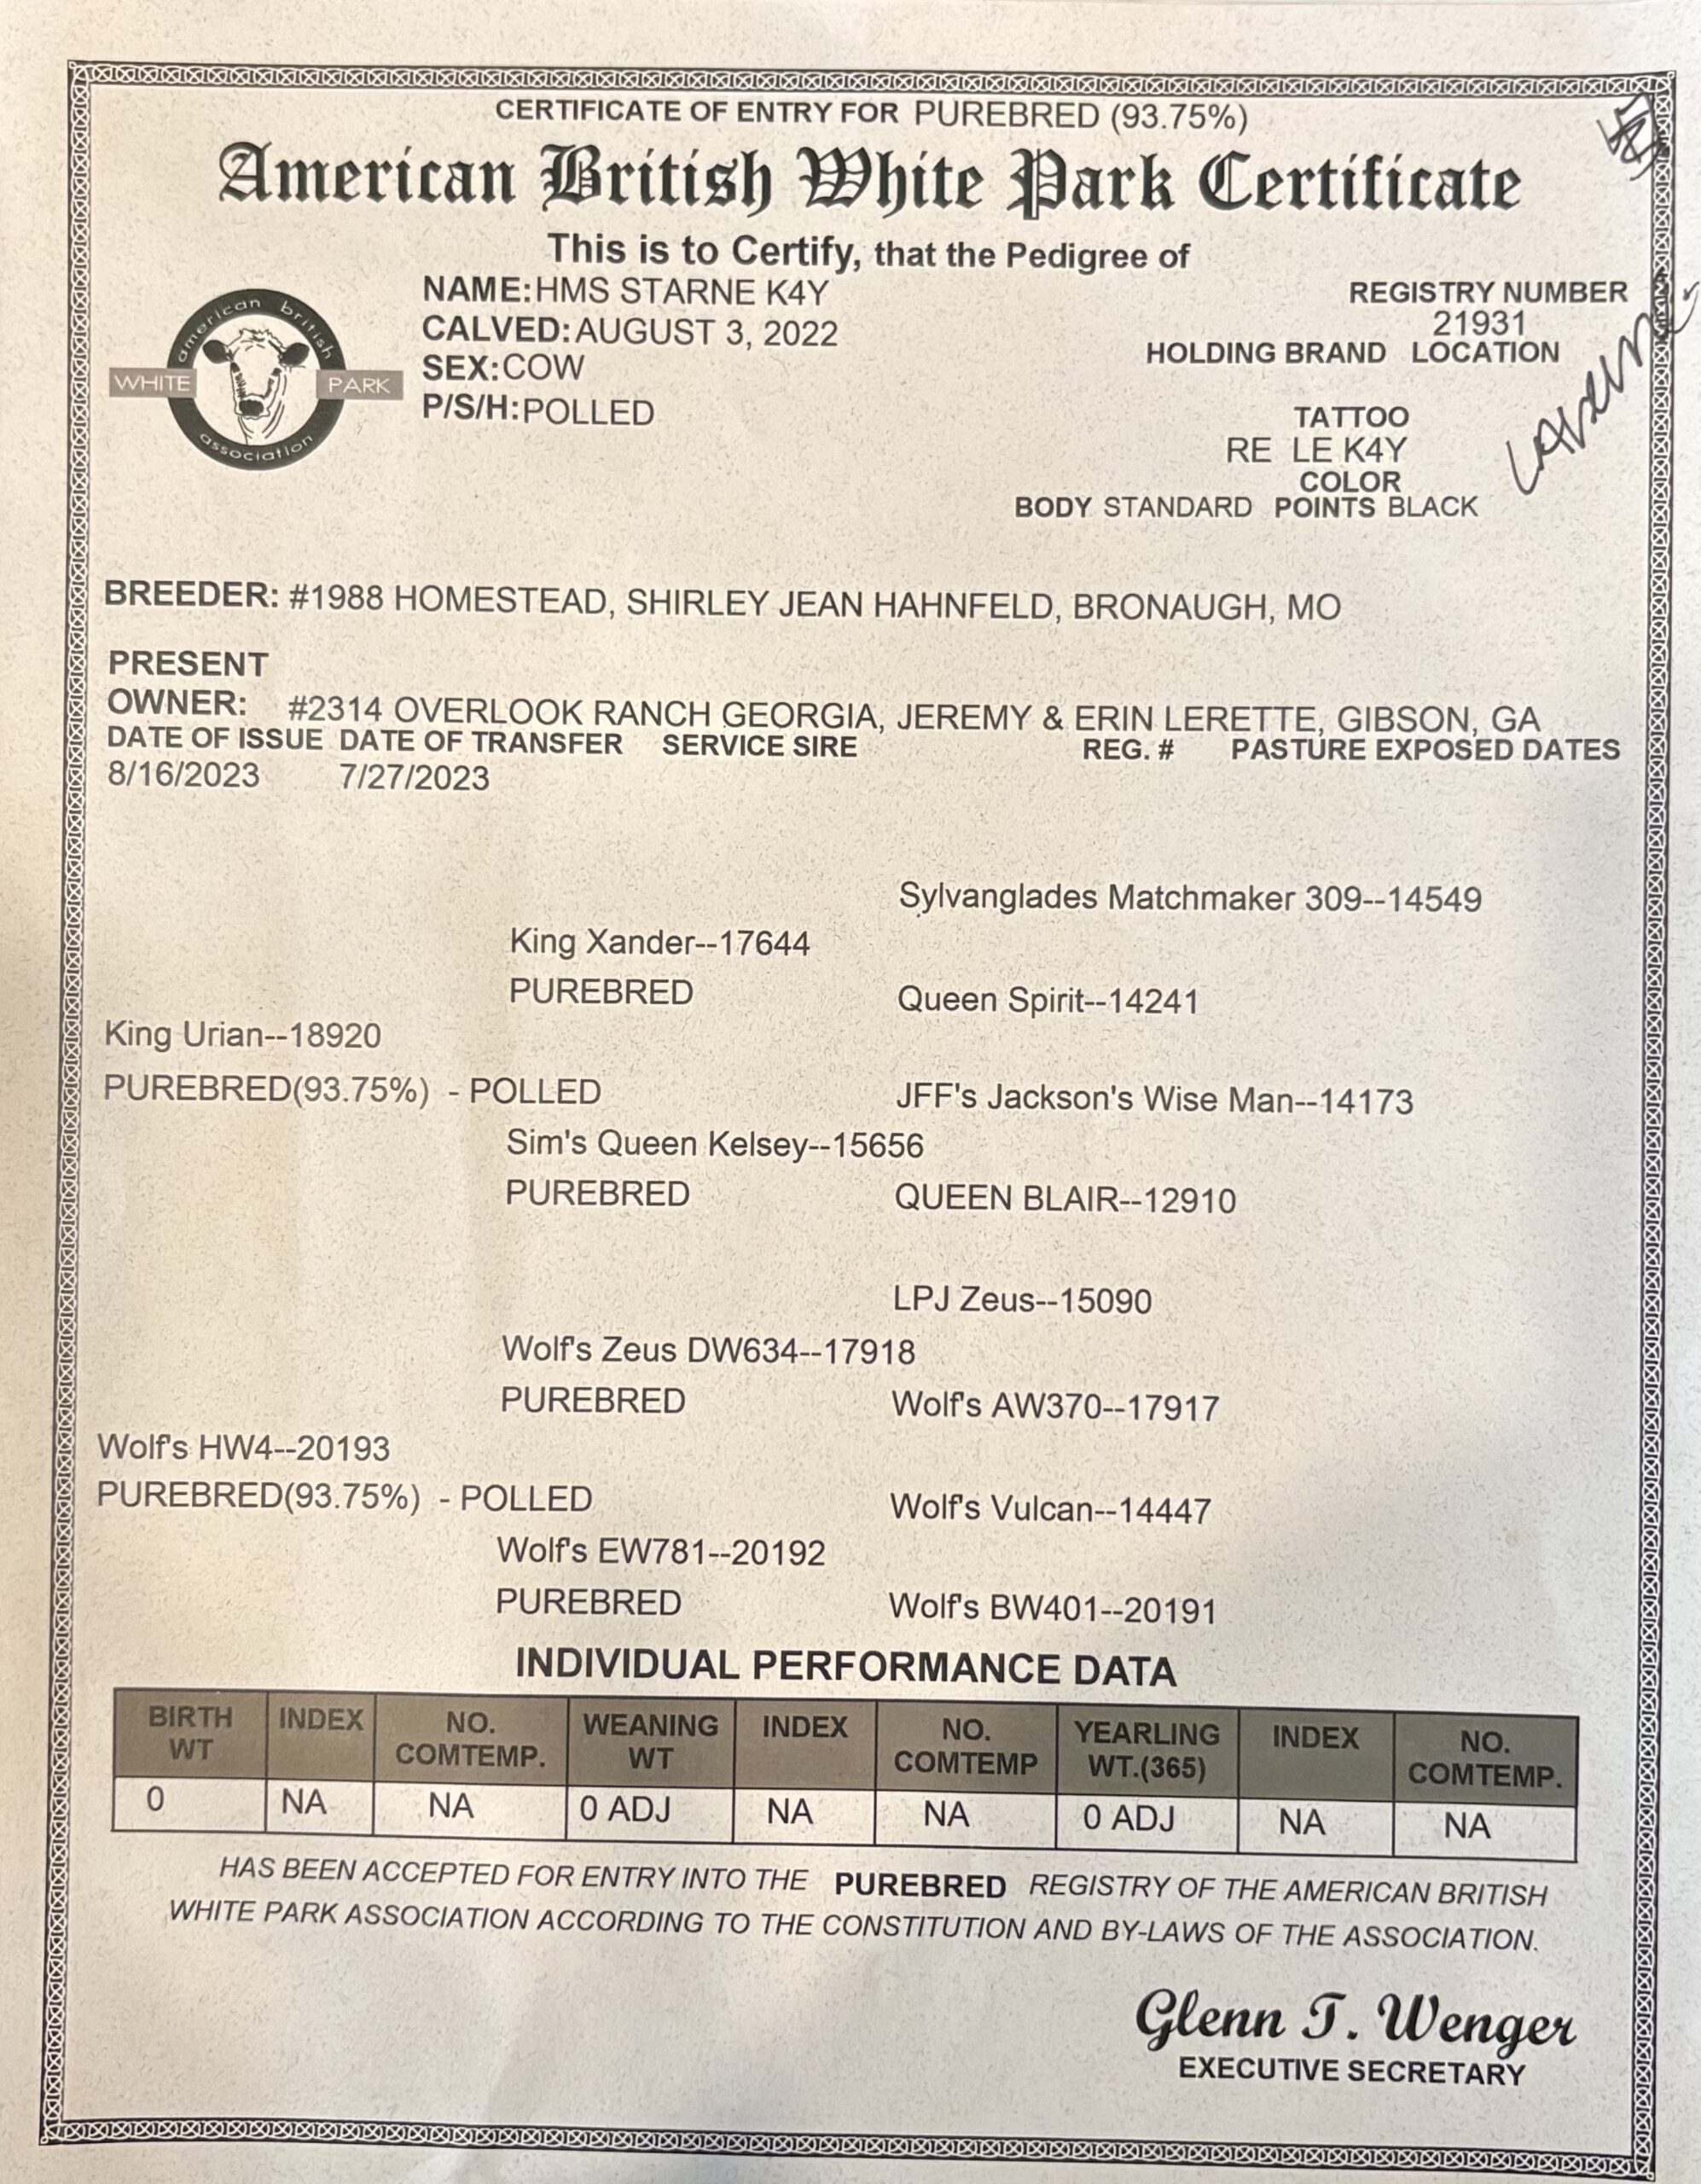 CERTIFICATE OF ENTRY FOR PUREBRED (93.75%)
American British White Park Certificate
This is to Certify, that the Pedigree of
american british
WHITE PARK
association
NAME: HMS STARNE K4Y
CALVED: AUGUST 3, 2022
SEX: COW
P/S/H: POLLED
REGISTRY NUMBER
21931
HOLDING BRAND LOCATION
TATTOO
RE LE K4Y
COLOR
BODY STANDARD POINTS BLACK
BREEDER: #1988 HOMESTEAD, SHIRLEY JEAN HAHNFELD, BRONAUGH, MO
PRESENT
OWNER: #2314 OVERLOOK RANCH GEORGIA, JEREMY & ERIN LERETTE, GIBSON, GA
DATE OF ISSUE DATE OF TRANSFER SERVICE SIRE REG. # PASTURE EXPOSED DATES
8/16/2023 7/27/2023
Sylvanglades Matchmaker 309--14549
King Xander--17644
PUREBRED
Queen Spirit--14241
King Urian--18920
PUREBRED(93.75%) - POLLED
JFF's Jackson's Wise Man--14173
Sim's Queen Kelsey--15656
PUREBRED
QUEEN BLAIR--12910
LPJ Zeus--15090
Wolf's Zeus DW634--17918
PUREBRED
Wolf's AW370--17917
Wolf's HW4--20193
PUREBRED(93.75%) - POLLED
Wolf's Vulcan--14447
Wolf's EW781--20192
PUREBRED
Wolf's BW401--20191
INDIVIDUAL PERFORMANCE DATA
BIRTH WT INDEX NO. COMTEMP. WEANING WT INDEX NO. COMTEMP YEARLING WT.(365) INDEX NO. COMTEMP.
0 NA NA 0 ADJ NA NA 0 ADJ NA NA
HAS BEEN ACCEPTED FOR ENTRY INTO THE PUREBRED REGISTRY OF THE AMERICAN BRITISH
WHITE PARK ASSOCIATION ACCORDING TO THE CONSTITUTION AND BY-LAWS OF THE ASSOCIATION.
Glenn T. Wenger
EXECUTIVE SECRETARY